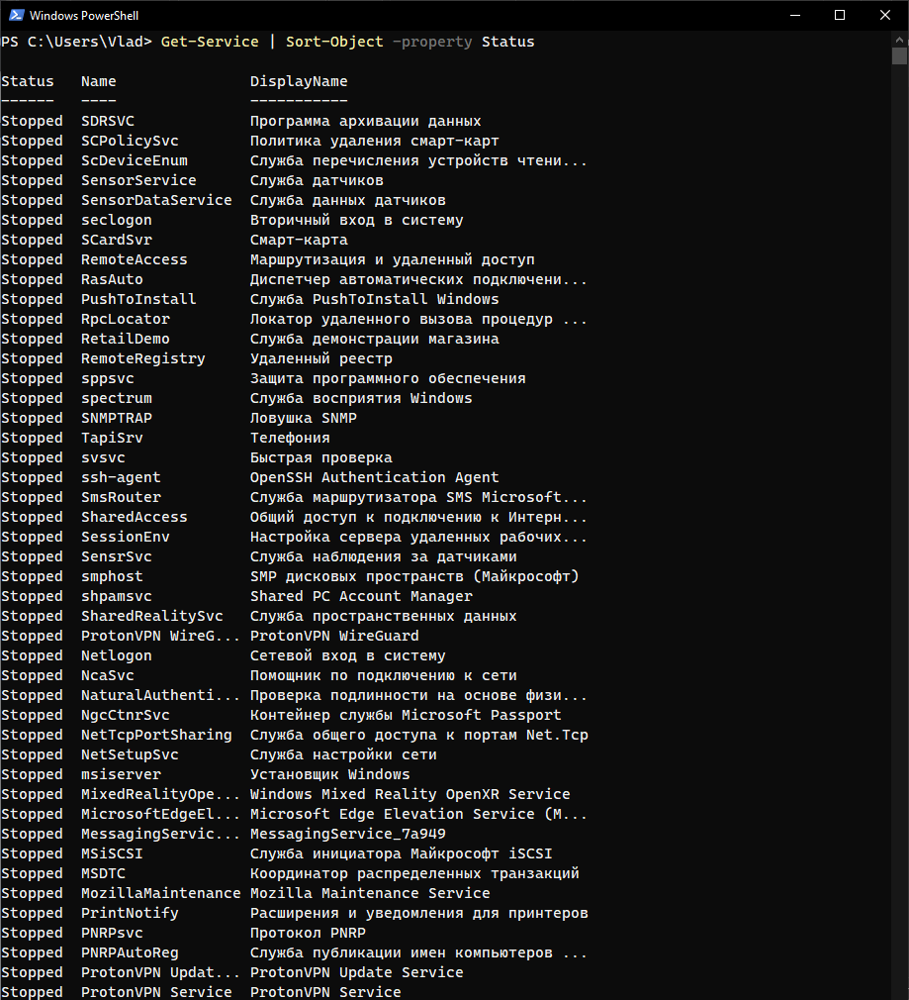 Windows PowerShell
PS C:\Users\Vlad> Get-Service | Sort-Object -property Status
Status Name DisplayName
------ ---- -----------
Stopped SDRSVC Программа архивации данных
Stopped SCPolicySvc Политика удаления смарт-карт
Stopped ScDeviceEnum Служба перечисления устройств чтени...
Stopped SensorService Служба датчиков
Stopped SensorDataService Служба данных датчиков
Stopped seclogon Вторичный вход в систему
Stopped SCardSvr Смарт-карта
Stopped RemoteAccess Маршрутизация и удаленный доступ
Stopped RasAuto Диспетчер автоматических подключени...
Stopped PushToInstall Служба PushToInstall Windows
Stopped RpcLocator Локатор удаленного вызова процедур ...
Stopped RetailDemo Служба демонстрации магазина
Stopped RemoteRegistry Удаленный реестр
Stopped sppsvc Защита программного обеспечения
Stopped spectrum Служба восприятия Windows
Stopped SNMPTRAP Ловушка SNMP
Stopped TapiSrv Телефония
Stopped svsvc Быстрая проверка
Stopped ssh-agent OpenSSH Authentication Agent
Stopped SmsRouter Служба маршрутизатора SMS Microsoft...
Stopped SharedAccess Общий доступ к подключению к Интерн...
Stopped SessionEnv Настройка сервера удаленных рабочих...
Stopped SensrSvc Служба наблюдения за датчиками
Stopped smphost SMP дисковых пространств (Майкрософт)
Stopped shpamsvc Shared PC Account Manager
Stopped SharedRealitySvc Служба пространственных данных
Stopped ProtonVPN WireG... ProtonVPN WireGuard
Stopped Netlogon Сетевой вход в систему
Stopped NcaSvc Помощник по подключению к сети
Stopped NaturalAuthenti... Проверка подлинности на основе физи...
Stopped NgcCtnrSvc Контейнер службы Microsoft Passport
Stopped NetTcpPortSharing Служба общего доступа к портам Net.Tcp
Stopped NetSetupSvc Служба настройки сети
Stopped msiserver Установщик Windows
Stopped MixedRealityOpe... Windows Mixed Reality OpenXR Service
Stopped MicrosoftEdgeEl... Microsoft Edge Elevation Service (M...
Stopped MessagingServic... MessagingService_7a949
Stopped MSiSCSI Служба инициатора Майкрософт iSCSI
Stopped MSDTC Координатор распределенных транзакций
Stopped MozillaMaintenance Mozilla Maintenance Service
Stopped PrintNotify Расширения и уведомления для принтеров
Stopped PNRPsvc Протокол PNRP
Stopped PNRPAutoReg Служба публикации имен компьютеров ...
Stopped ProtonVPN Updat... ProtonVPN Update Service
Stopped ProtonVPN Service ProtonVPN Service